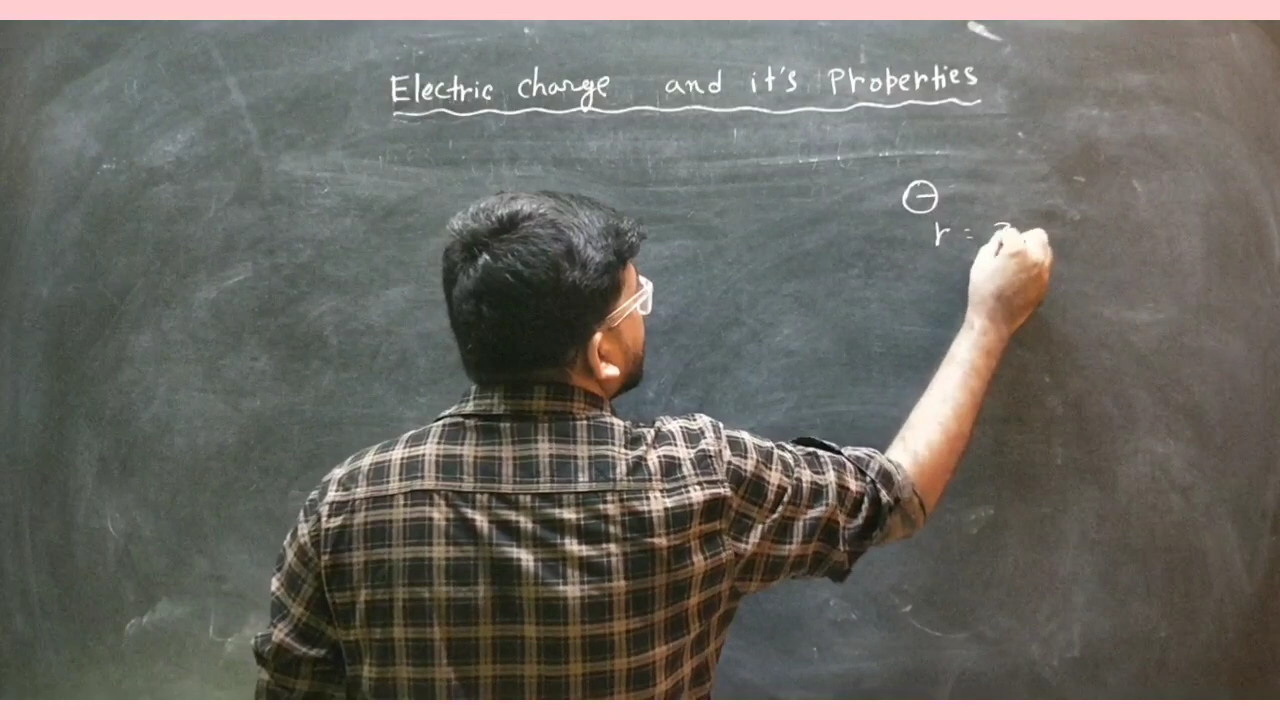 Electric charge and it's Properties
r =